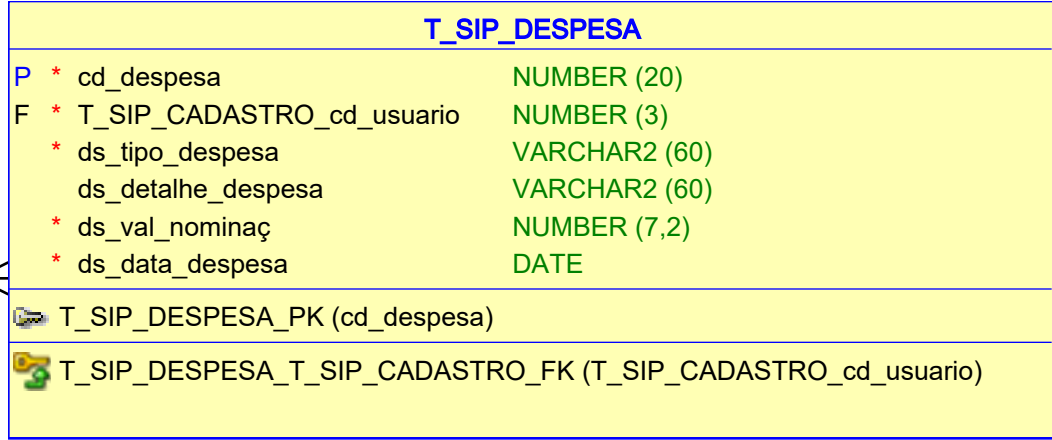 T_SIP_DESPESA
P * cd_despesa NUMBER (20)
F * T_SIP_CADASTRO_cd_usuario NUMBER (3)
* ds_tipo_despesa VARCHAR2 (60)
ds_detalhe_despesa VARCHAR2 (60)
* ds_val_nominaç NUMBER (7,2)
* ds_data_despesa DATE
T_SIP_DESPESA_PK (cd_despesa)
T_SIP_DESPESA_T_SIP_CADASTRO_FK (T_SIP_CADASTRO_cd_usuario)